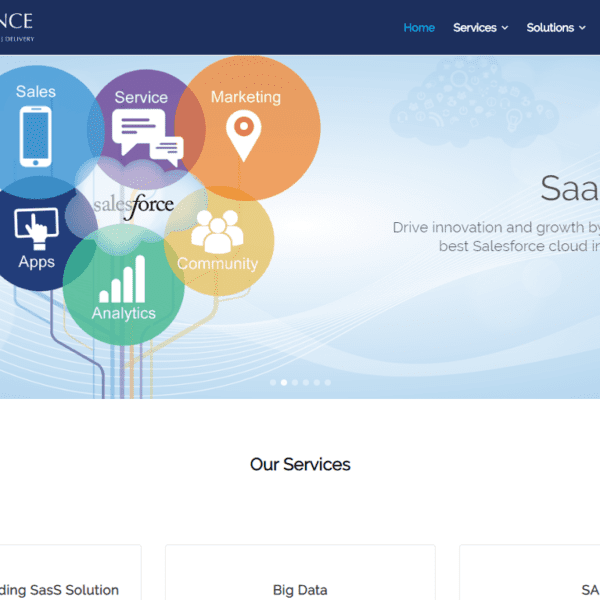 NCE
| DELIVERY
Home Services Solutions
Sales
Service
Marketing
salesforce
Apps
Community
Analytics
Saa
Drive innovation and growth by
best Salesforce cloud in
Our Services
ding SasS Solution
Big Data
SA